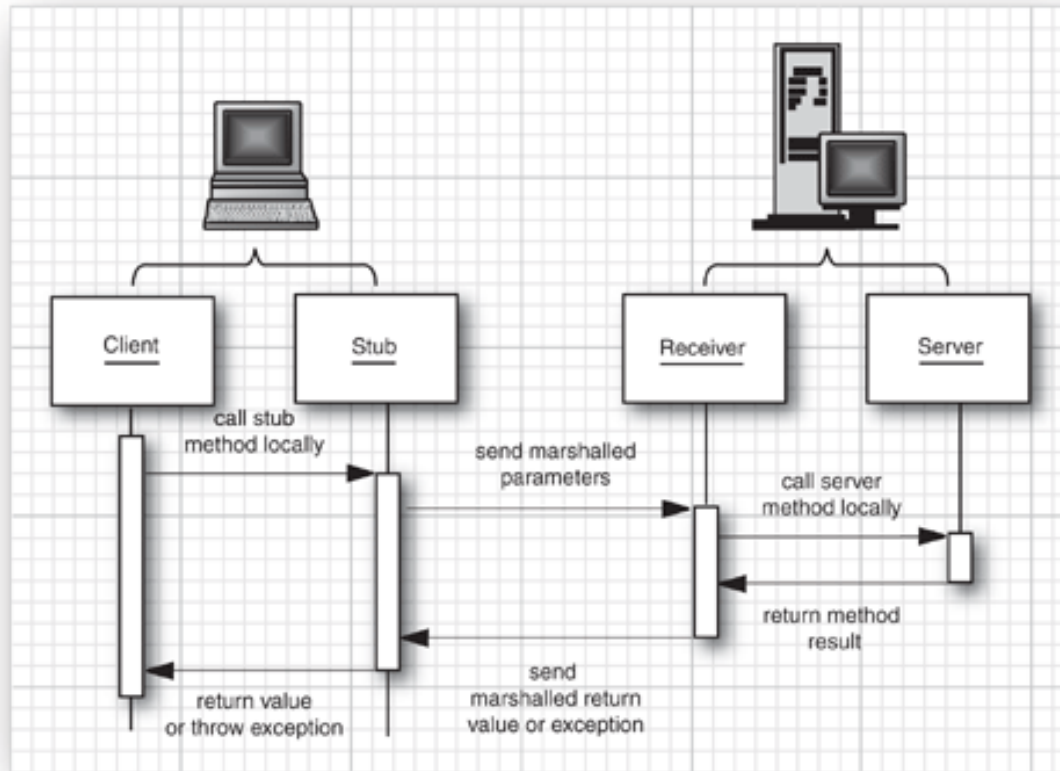 Client
Stub
Receiver
Server
call stub
method locally
send marshalled
parameters
call server
method locally
return method
result
send
marshalled return
value or exception
return value
or throw exception